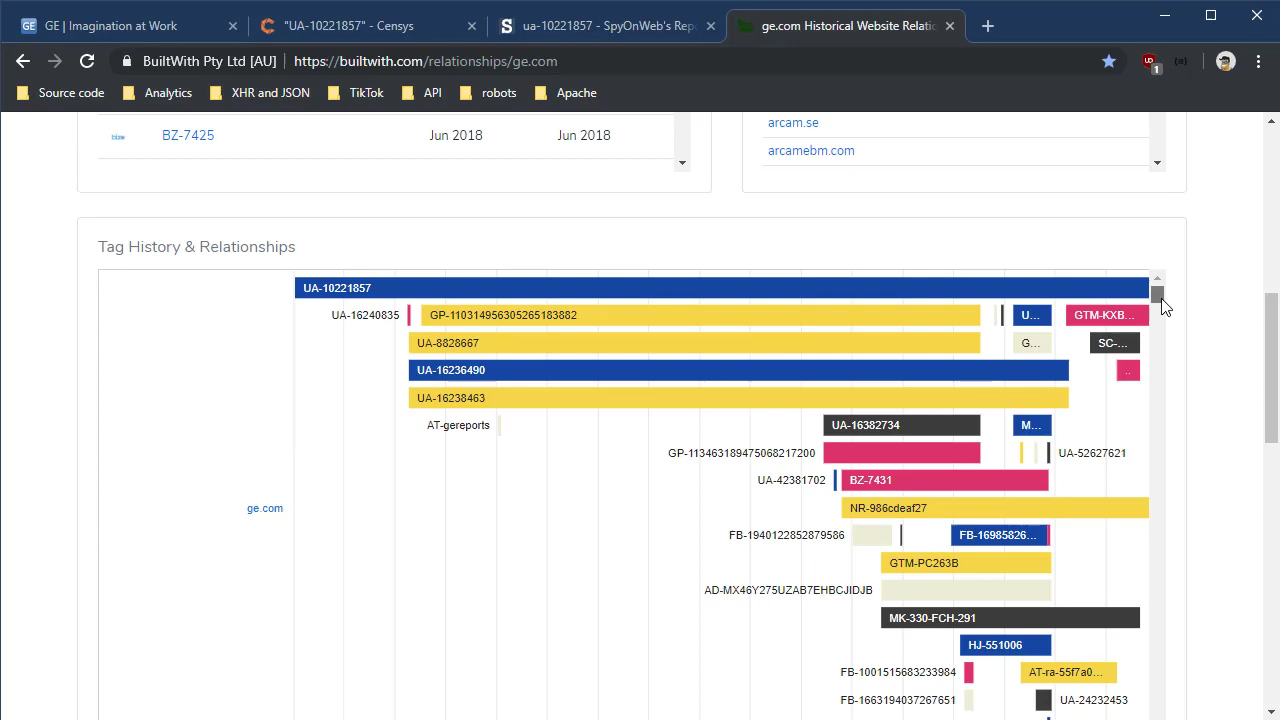 GE | Imagination at Work
"UA-10221857" - Censys
ua-10221857 - SpyOnWeb's Repo
ge.com Historical Website Relati
BuiltWith Pty Ltd [AU] | https://builtwith.com/relationships/ge.com
1
Source code Analytics XHR and JSON TikTok API robots Apache
BZ-7425 Jun 2018 Jun 2018
arcam.se
arcamebm.com
Tag History & Relationships
UA-10221857
UA-16240835 GP-110314956305265183882 U... GTM-KXB...
UA-8828667 G... SC-...
UA-16236490 ..
UA-16238463
AT-gereports UA-16382734 M...
GP-113463189475068217200 UA-52627621
UA-42381702 BZ-7431
ge.com NR-986cdeaf27
FB-1940122852879586 FB-16985826...
GTM-PC263B
AD-MX46Y275UZAB7EHBCJIDJB
MK-330-FCH-291
HJ-551006
FB-1001515683233984 AT-ra-55f7a0...
FB-1663194037267651 UA-24232453